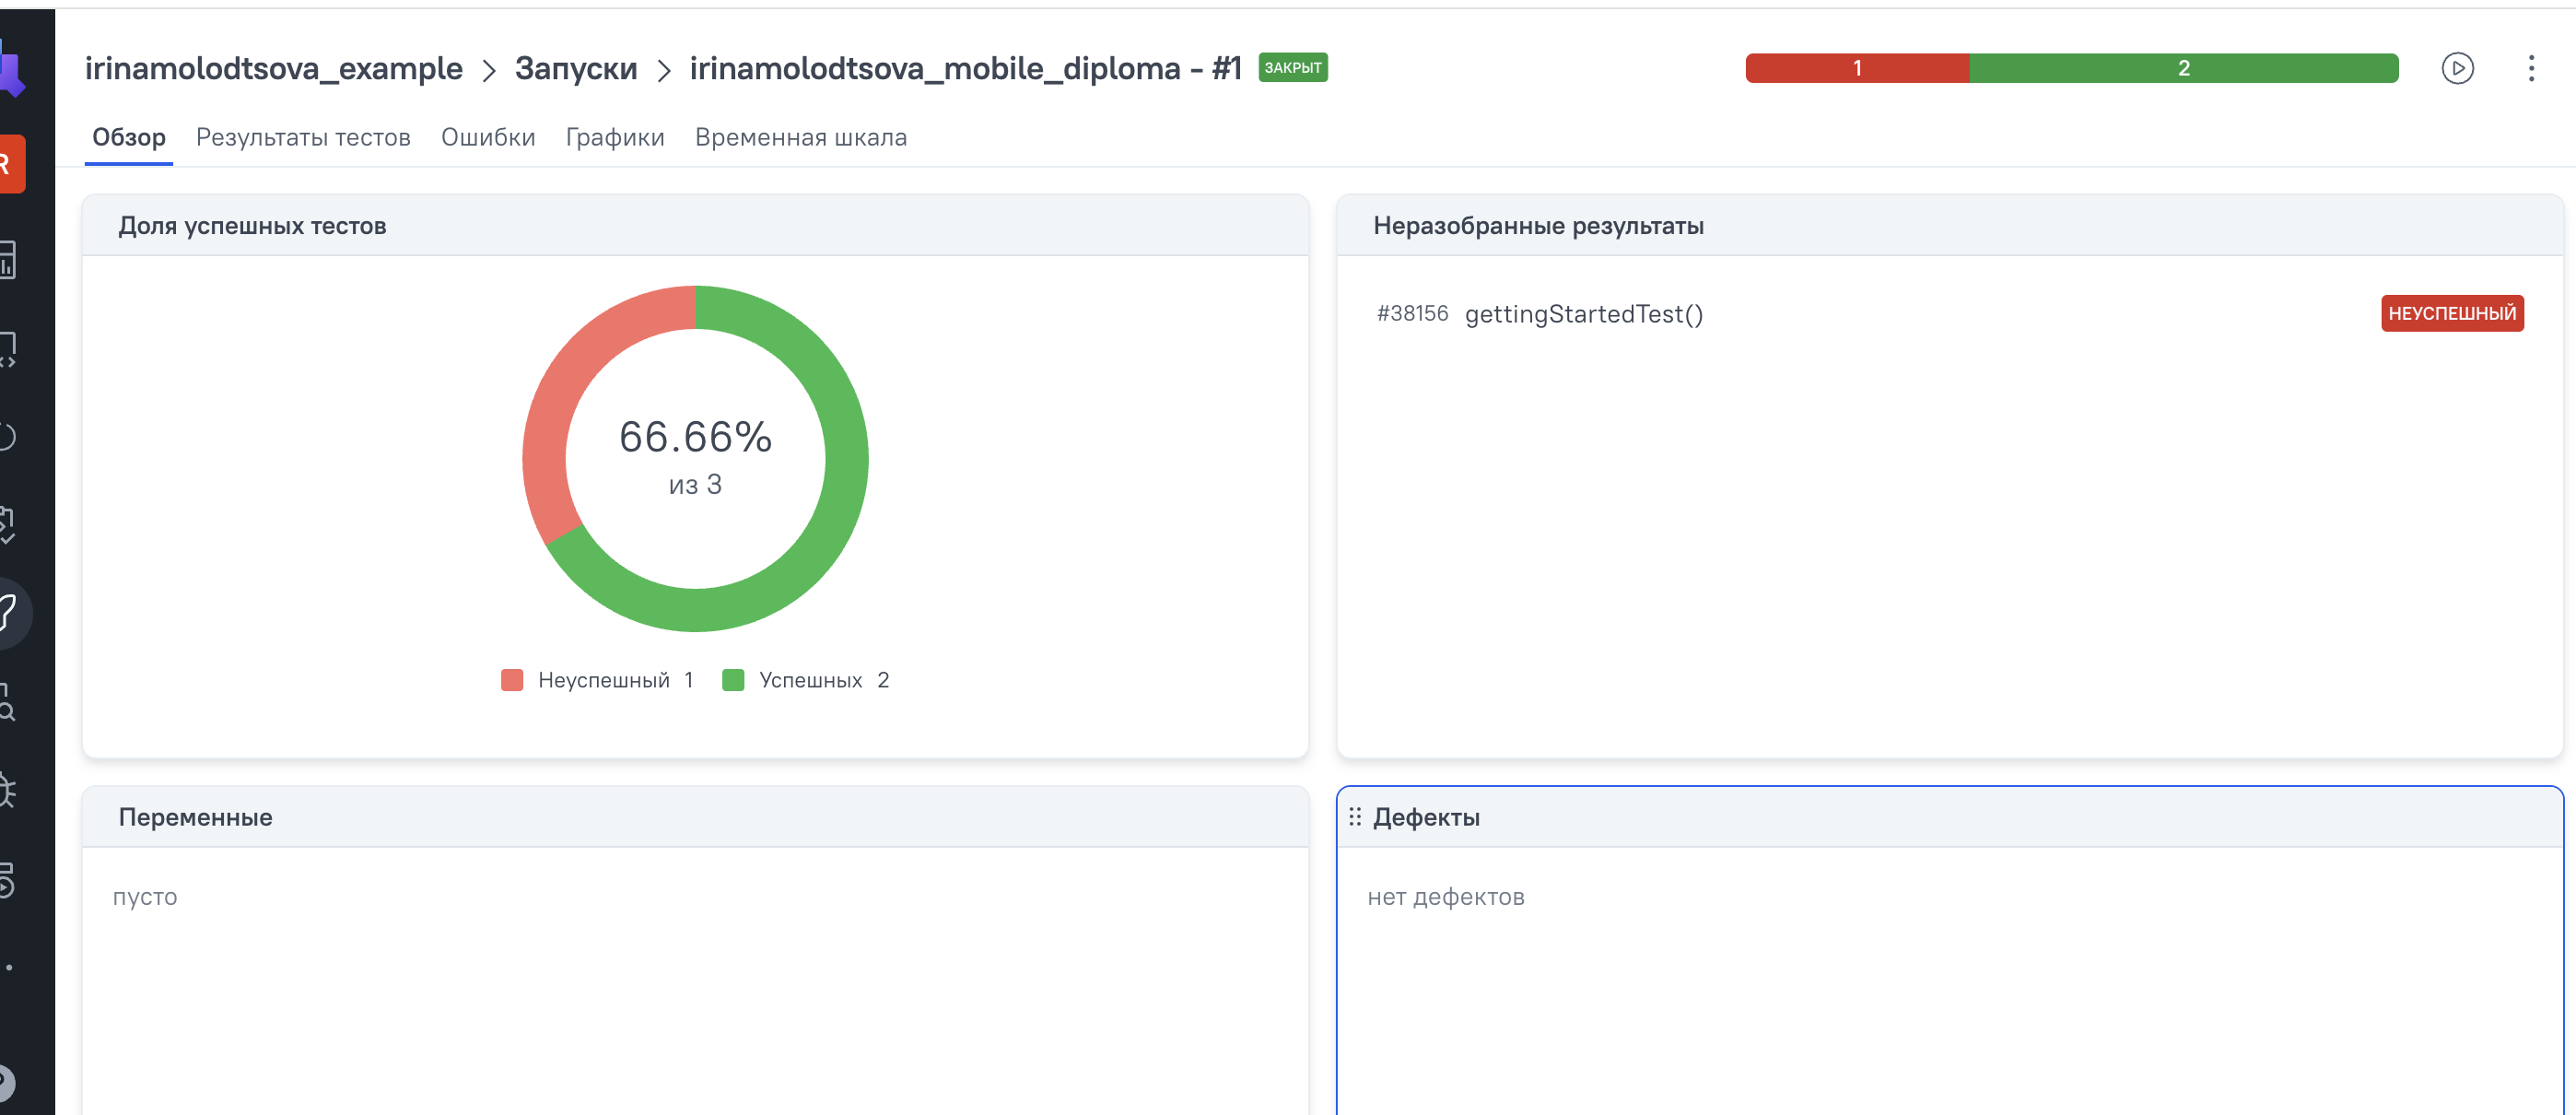 irinamolodtsova_example > Запуски > irinamolodtsova_mobile_diploma - #1 ЗАКРЫТ
1 2
Обзор Результаты тестов Ошибки Графики Временная шкала
R
Доля успешных тестов
66.66%
из 3
Неуспешный 1 Успешных 2
Неразобранные результаты
#38156 gettingStartedTest() НЕУСПЕШНЫЙ
Переменные
пусто
Дефекты
нет дефектов